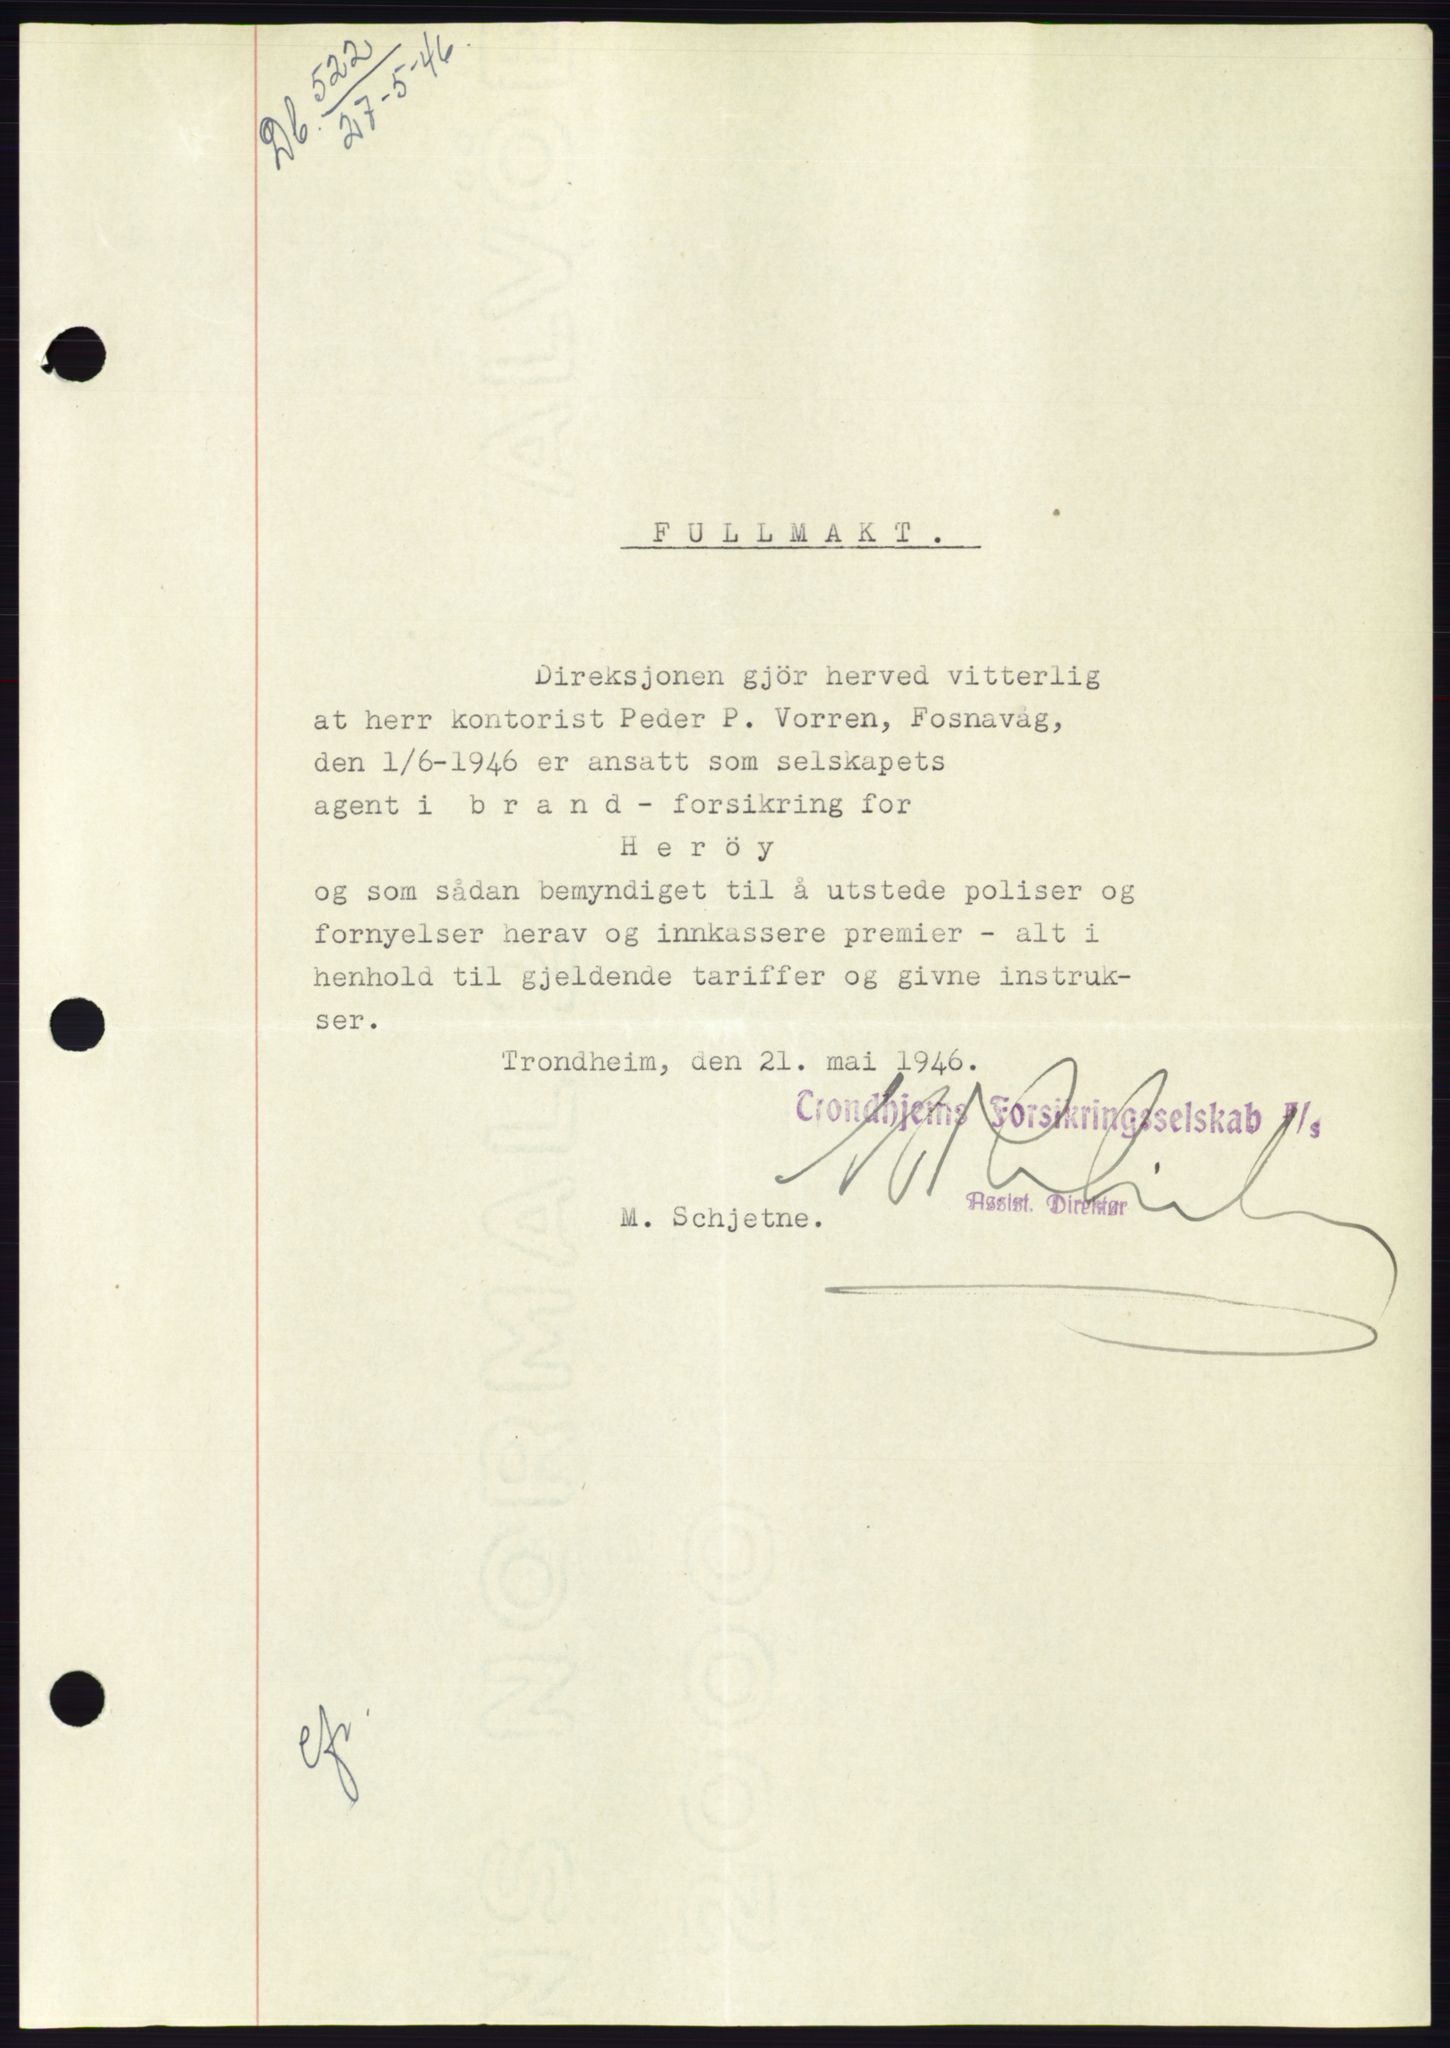 Db. 522
27-5-46.
FULLMAKT.
Direksjonen gjör herved vitterlig
at herr kontorist Peder P. Vorren, Fosnavåg,
den 1/6-1946 er ansatt som selskapets
agent i brand - forsikring for
Heröy
og som sådan bemyndiget til å utstede poliser og
fornyelser herav og innkassere premier - alt i
henhold til gjeldende tariffer og givne instruk-
ser.
Trondheim, den 21. mai 1946.
Trondhjems Forsikringsselskab A/s
Assist. Direktør
M. Schjetne.